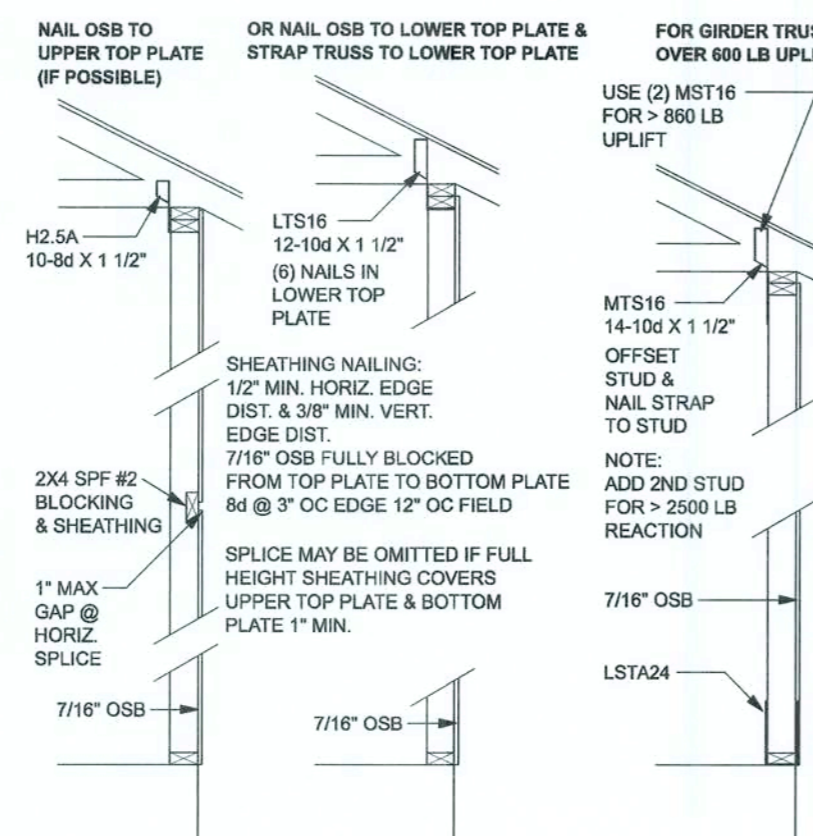 NAIL OSB TO
UPPER TOP PLATE
(IF POSSIBLE)
H2.5A
10-8d X 1 1/2"
2X4 SPF #2
BLOCKING
& SHEATHING
1" MAX
GAP @
HORIZ.
SPLICE
7/16" OSB
OR NAIL OSB TO LOWER TOP PLATE &
STRAP TRUSS TO LOWER TOP PLATE
LTS16
12-10d X 1 1/2"
(6) NAILS IN
LOWER TOP
PLATE
SHEATHING NAILING:
1/2" MIN. HORIZ. EDGE
DIST. & 3/8" MIN. VERT.
EDGE DIST.
7/16" OSB FULLY BLOCKED
FROM TOP PLATE TO BOTTOM PLATE
8d @ 3" OC EDGE 12" OC FIELD
SPLICE MAY BE OMITTED IF FULL
HEIGHT SHEATHING COVERS
UPPER TOP PLATE & BOTTOM
PLATE 1" MIN.
7/16" OSB
FOR GIRDER
OVER 600 LB
USE (2) MST16
FOR > 860 LB
UPLIFT
MTS16
14-10d X 1 1/2"
OFFSET
STUD &
NAIL STRAP
TO STUD
NOTE:
ADD 2ND STUD
FOR > 2500 LB
REACTION
7/16" OSB
LSTA24